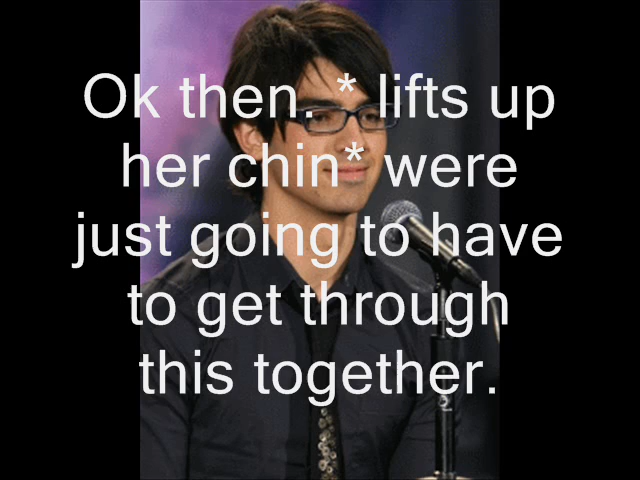 Ok then. * lifts up
her chin* were
just going to have
to get through
this together.